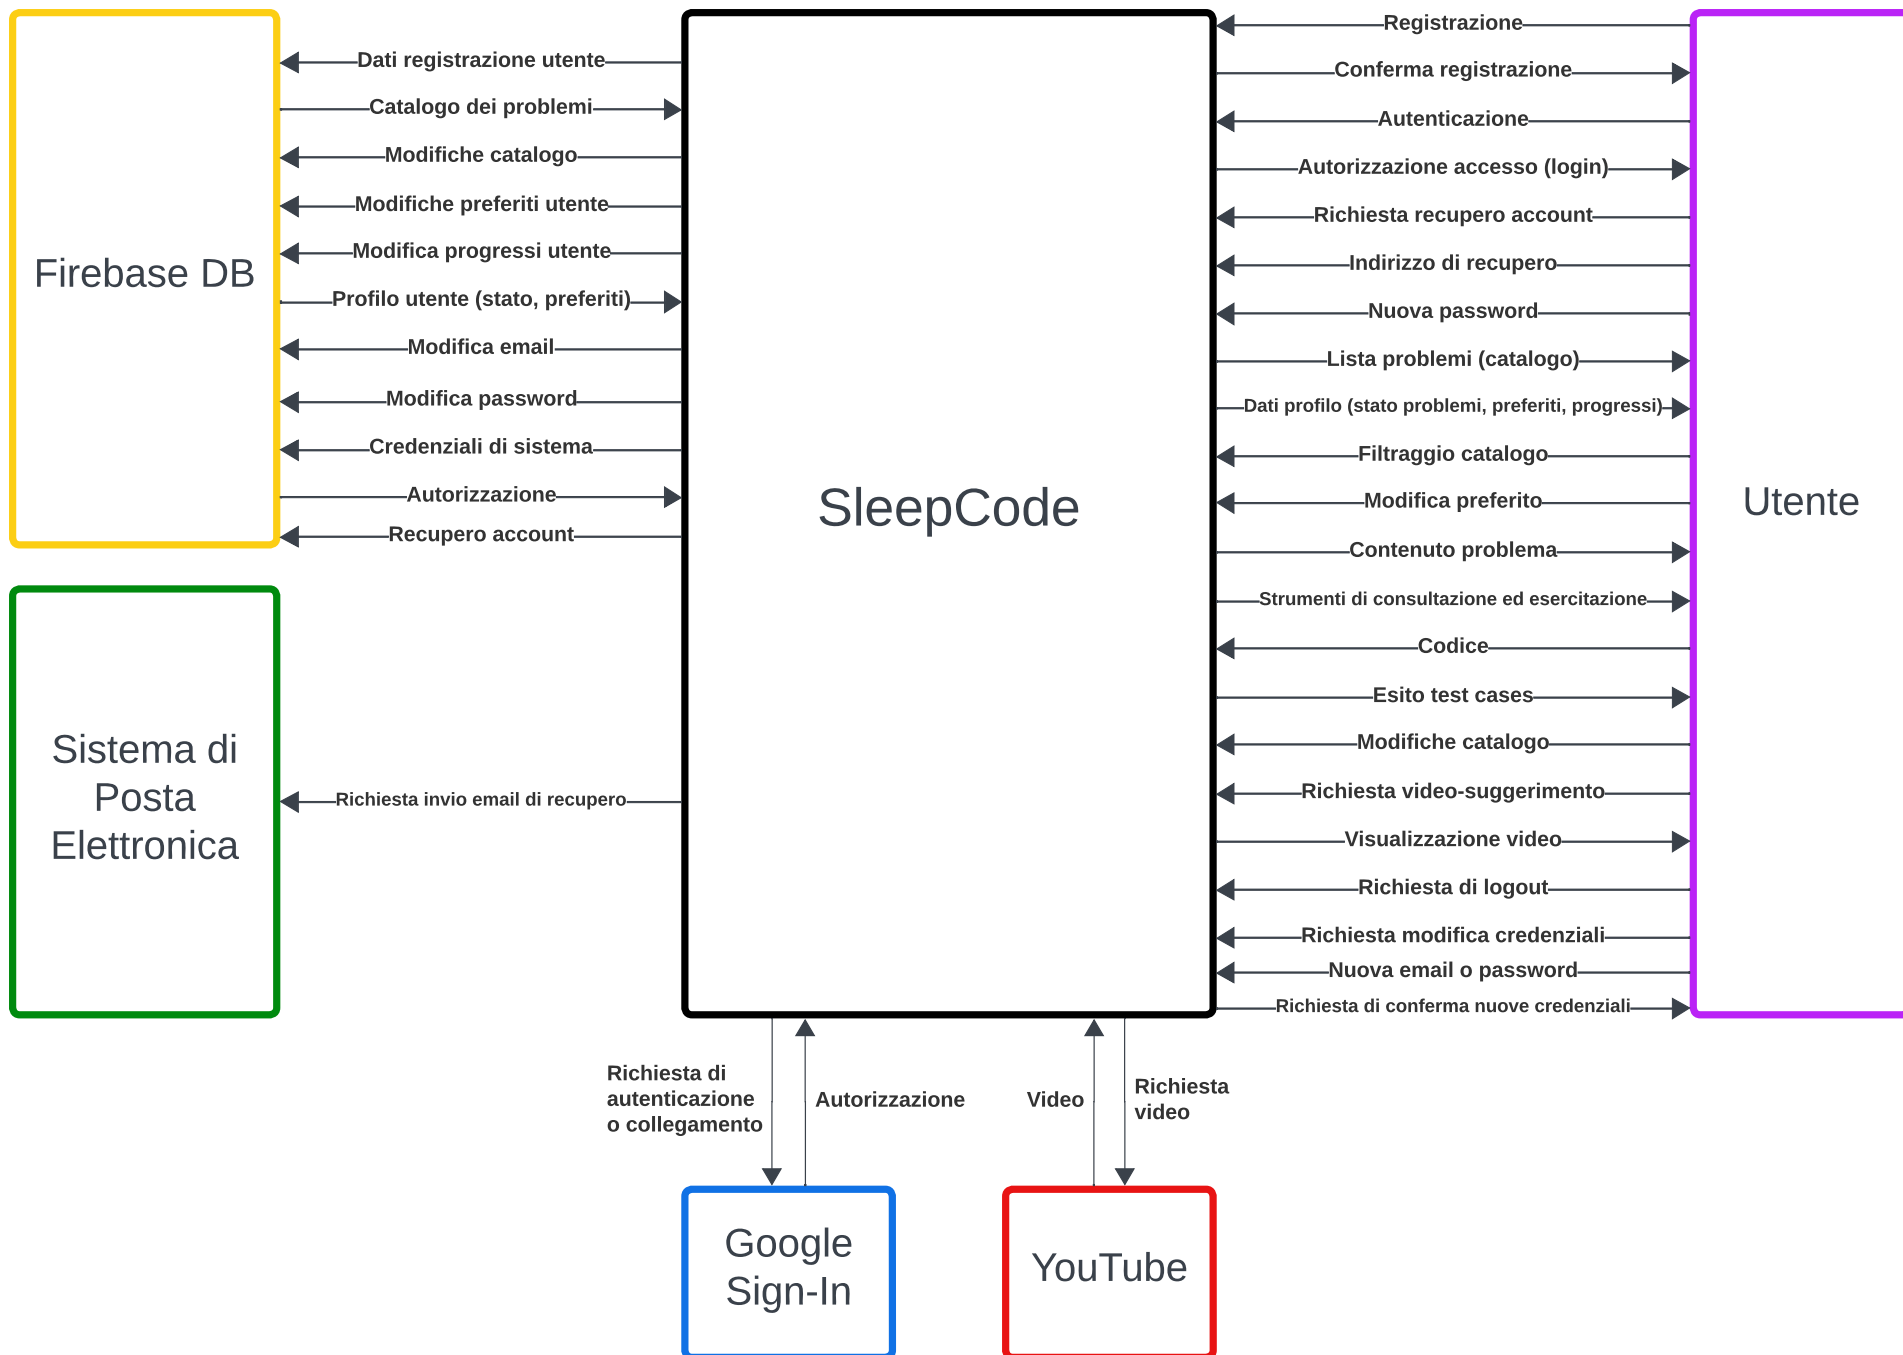 Firebase DB
Dati registrazione utente
Catalogo dei problemi
Modifiche catalogo
Modifiche preferiti utente
Modifica progressi utente
Profilo utente (stato, preferiti)
Modifica email
Modifica password
Credenziali di sistema
Autorizzazione
Recupero account
Sistema di
Posta
Elettronica
Richiesta invio email di recupero
SleepCode
Registrazione
Conferma registrazione
Autenticazione
Autorizzazione accesso (login)
Richiesta recupero account
Indirizzo di recupero
Nuova password
Lista problemi (catalogo)
Dati profilo (stato problemi, preferiti, progressi)
Filtraggio catalogo
Modifica preferito
Contenuto problema
Strumenti di consultazione ed esercitazione
Codice
Esito test cases
Modifiche catalogo
Richiesta video-suggerimento
Visualizzazione video
Richiesta di logout
Richiesta modifica credenziali
Nuova email o password
Richiesta di conferma nuove credenziali
Utente
Richiesta di
autenticazione
o collegamento
Autorizzazione
Video
Richiesta
video
Google
Sign-In
YouTube